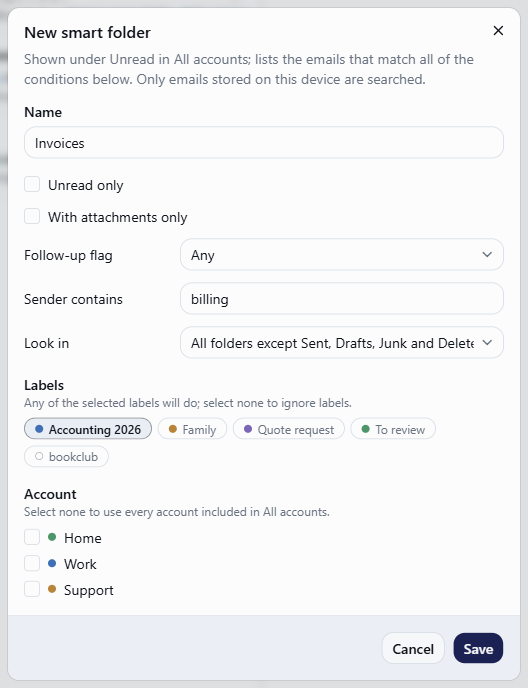 New smart folder
Shown under Unread in All accounts; lists the emails that match all of the
conditions below. Only emails stored on this device are searched.
Name
Invoices
Unread only
With attachments only
Follow-up flag
Any
Sender contains
billing
Look in
All folders except Sent, Drafts, Junk and Delete
Labels
Any of the selected labels will do; select none to ignore labels.
Accounting 2026 Family Quote request To review
bookclub
Account
Select none to use every account included in All accounts.
Home
Work
Support
Cancel Save